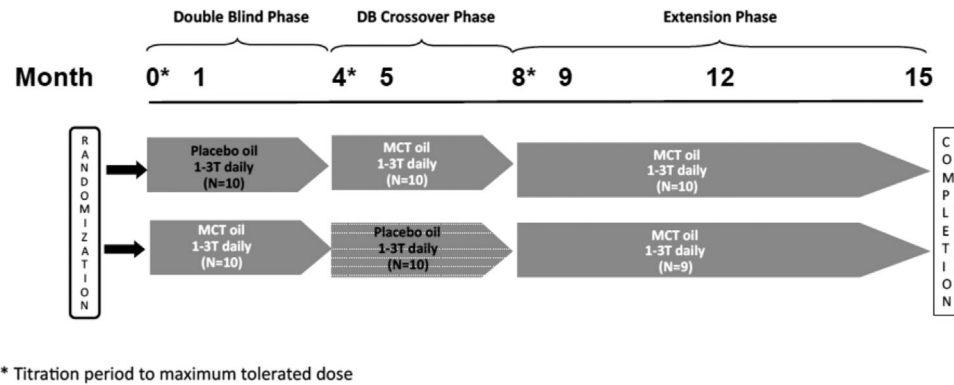 Double Blind Phase DB Crossover Phase Extension Phase
Month 0* 1 4* 5 8* 9 12 15
RANDOMIZATION
Placebo oil
1-3T daily
(N=10)
MCT oil
1-3T daily
(N=10)
MCT oil
1-3T daily
(N=10)
MCT oil
1-3T daily
(N=10)
Placebo oil
1-3T daily
(N=10)
MCT oil
1-3T daily
(N=9)
COMPLETION
* Titration period to maximum tolerated dose